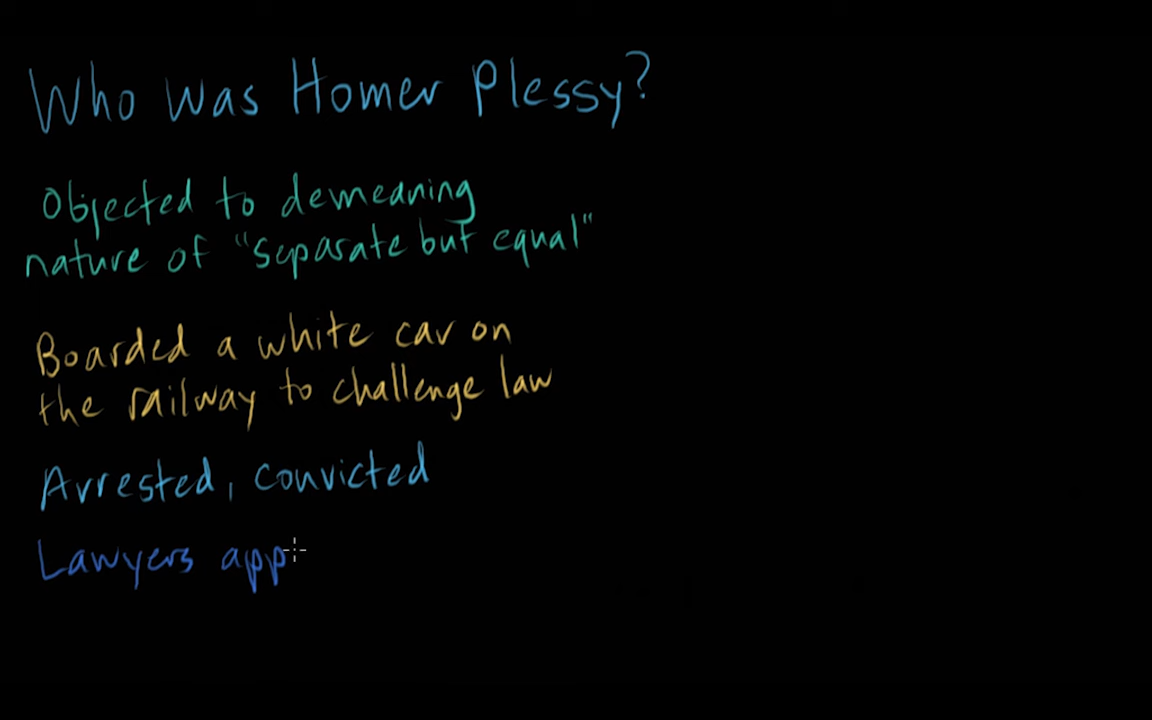 Who was Homer Plessy?
Objected to demeaning
nature of "separate but equal"
Boarded a white car on
the railway to challenge law
Arrested, convicted
Lawyers app